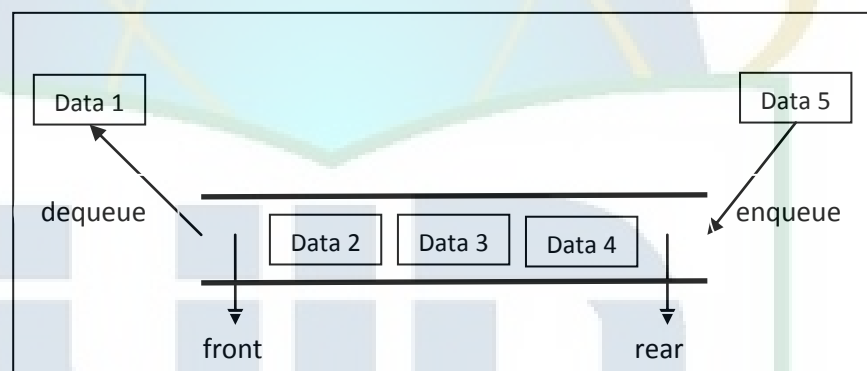 Data 1
Data 5
dequeue
enqueue
Data 2
Data 3
Data 4
front
rear